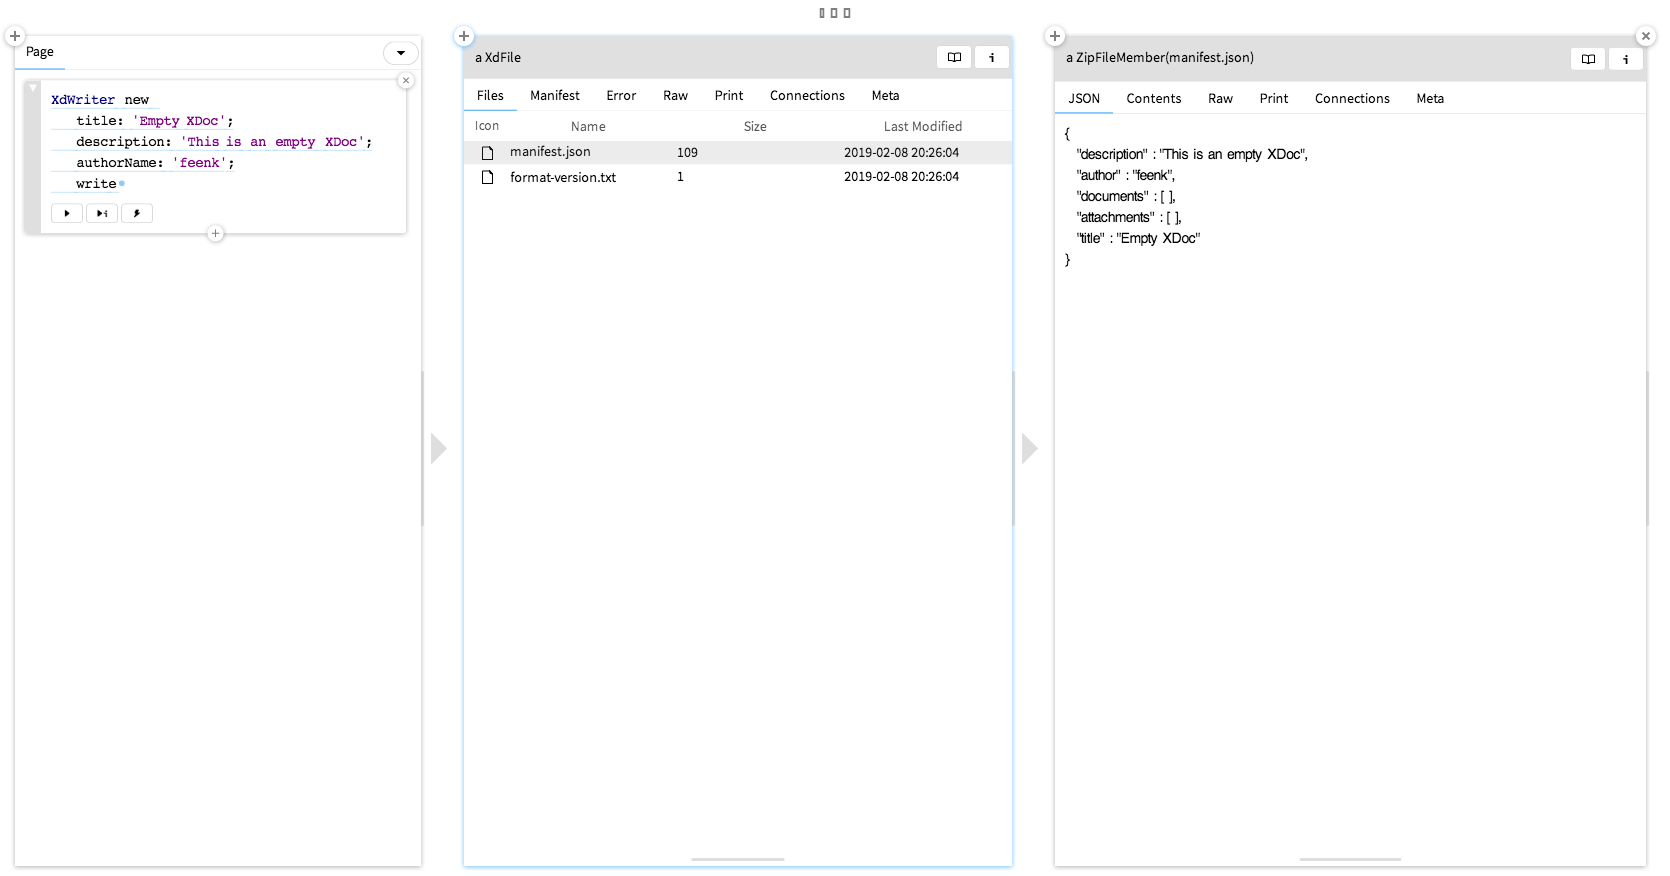 Page
XdWriter new
title: 'Empty XDoc';
description: 'This is an empty XDoc';
authorName: 'feenk';
write
i
a XdFile
i
Files Manifest Error Raw Print Connections Meta
Icon Name Size Last Modified
manifest.json 109 2019-02-08 20:26:04
format-version.txt 1 2019-02-08 20:26:04
a ZipFileMember(manifest.json)
i
JSON Contents Raw Print Connections Meta
{
"description" : "This is an empty XDoc",
"author" : "feenk",
"documents" : [ ],
"attachments" : [ ],
"title" : "Empty XDoc"
}